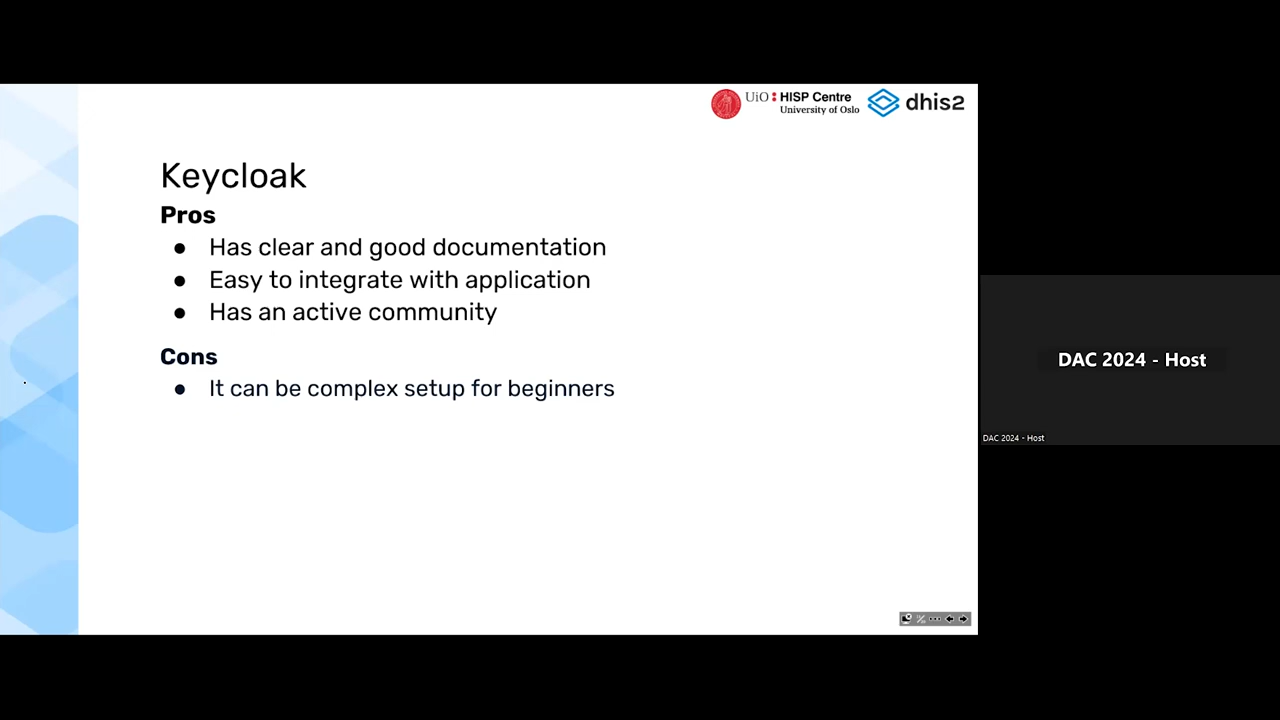 UiO : HISP Centre
University of Oslo
dhis2
Keycloak
Pros
● Has clear and good documentation
● Easy to integrate with application
● Has an active community
Cons
● It can be complex setup for beginners
DAC 2024 - Host
DAC 2024 - Host